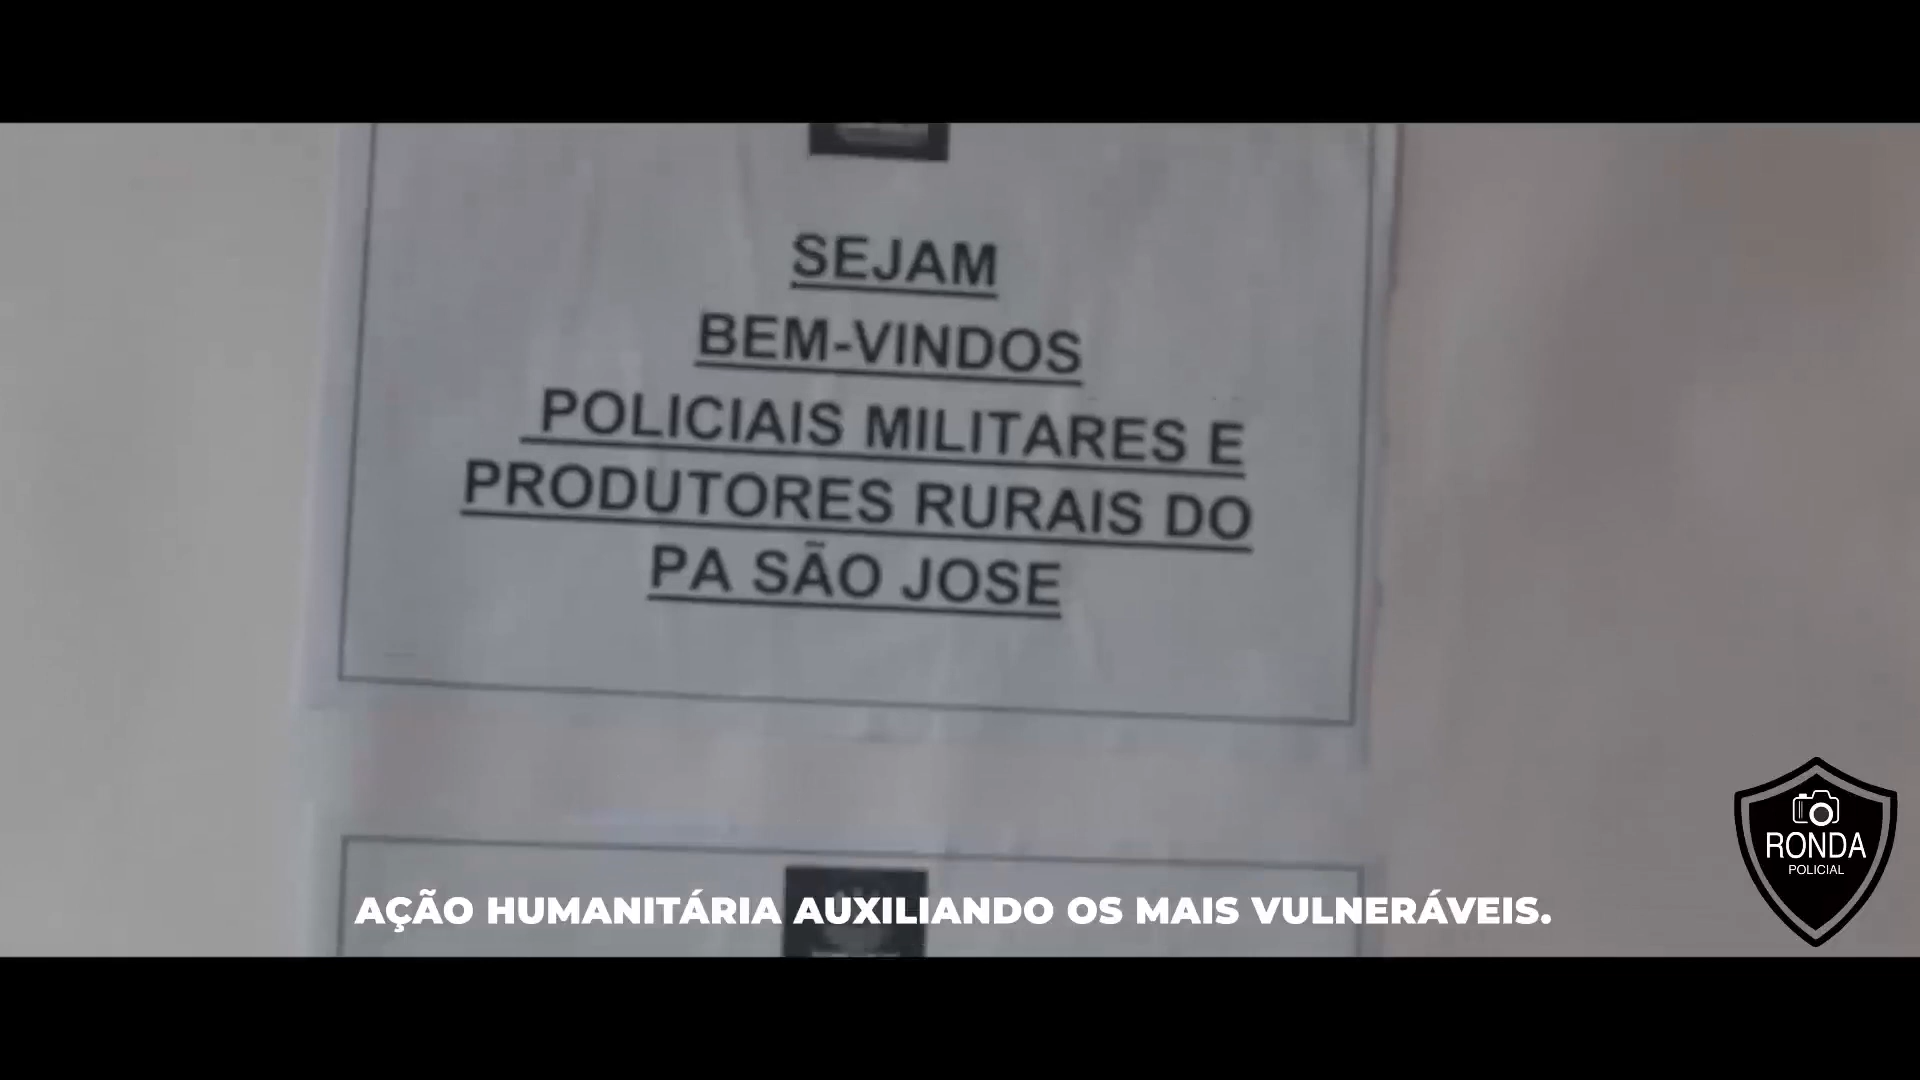 SEJAM
BEM-VINDOS
POLICIAIS MILITARES E
PRODUTORES RURAIS DO
PA SÃO JOSE
RONDA
POLICIAL
AÇÃO HUMANITÁRIA AUXILIANDO OS MAIS VULNERÁVEIS.